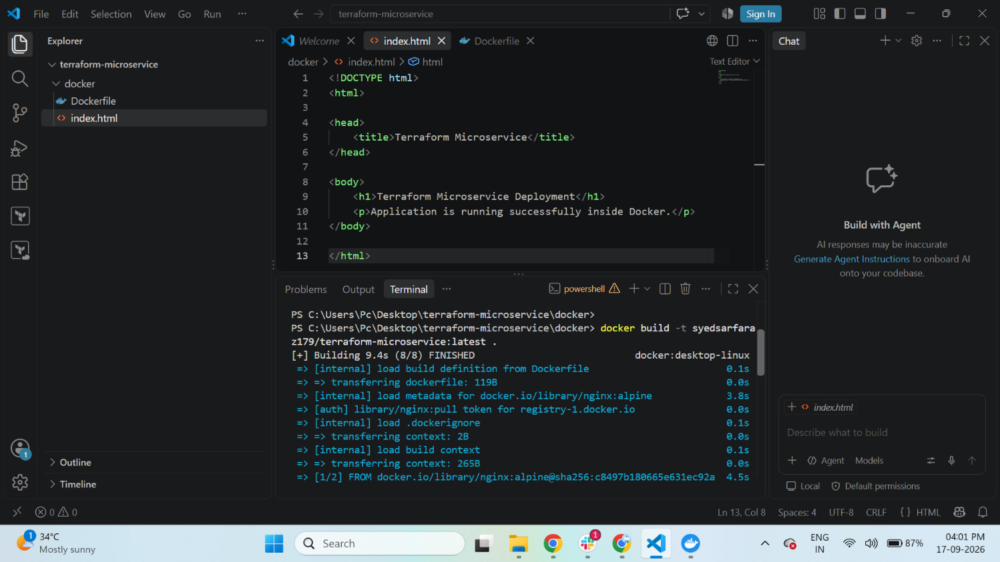 File Edit Selection View Go Run ··· terraform-microservice Sign In
Explorer ···
terraform-microservice
docker
Dockerfile
index.html
Outline
Timeline
1
Welcome index.html Dockerfile ···
docker > index.html > html Text Editor
1 <!DOCTYPE html>
2 <html>
3
4 <head>
5 <title>Terraform Microservice</title>
6 </head>
7
8 <body>
9 <h1>Terraform Microservice Deployment</h1>
10 <p>Application is running successfully inside Docker.</p>
11 </body>
12
13 </html>
Problems Output Terminal ··· powershell ···
PS C:\Users\Pc\Desktop\terraform-microservice\docker>
PS C:\Users\Pc\Desktop\terraform-microservice\docker> docker build -t syedsarfara
z179/terraform-microservice:latest .
[+] Building 9.4s (8/8) FINISHED docker:desktop-linux
=> [internal] load build definition from Dockerfile 0.1s
=> => transferring dockerfile: 119B 0.0s
=> [internal] load metadata for docker.io/library/nginx:alpine 3.8s
=> [auth] library/nginx:pull token for registry-1.docker.io 0.0s
=> [internal] load .dockerignore 0.1s
=> => transferring context: 2B 0.0s
=> [internal] load build context 0.1s
=> => transferring context: 265B 0.0s
=> [1/2] FROM docker.io/library/nginx:alpine@sha256:c8497b180665e631ec92a 4.5s
Chat ···
Build with Agent
AI responses may be inaccurate
Generate Agent Instructions to onboard AI
onto your codebase.
index.html
Describe what to build
Agent Models
Local Default permissions
0 0 Ln 13, Col 8 Spaces: 4 UTF-8 CRLF {} HTML
1 34°C
Mostly sunny
Search
1
ENG
IN
87%
04:01 PM
17-09-2026